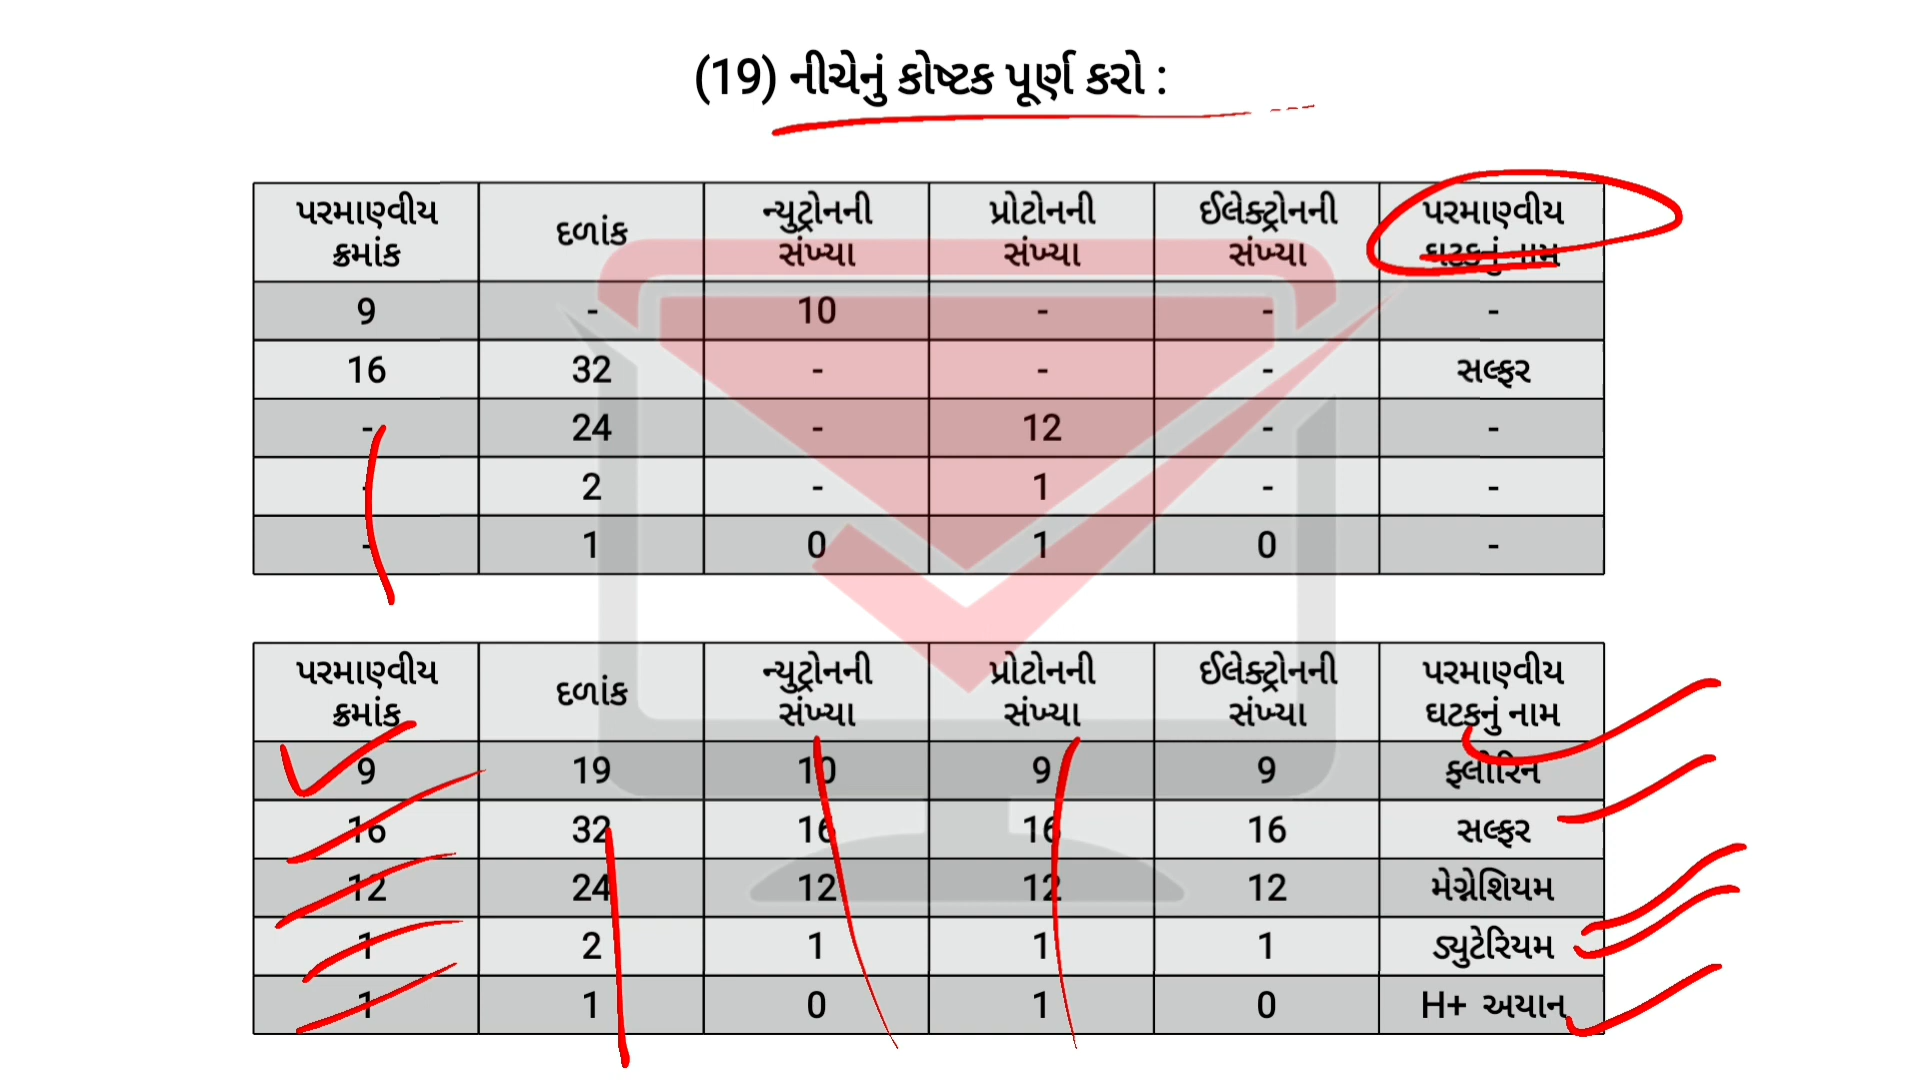 (19) નીચેનું કોષ્ટક પૂર્ણ કરો :
પરમાણ્વીય ક્રમાંક દળાંક ન્યુટ્રોનની સંખ્યા પ્રોટોનની સંખ્યા ઈલેક્ટ્રોનની સંખ્યા પરમાણ્વીય ઘટકનું નામ
9 - 10 - - -
16 32 - - - સલ્ફર
- 24 - 12 - -
- 2 - 1 - -
- 1 0 1 0 -
પરમાણ્વીય ક્રમાંક દળાંક ન્યુટ્રોનની સંખ્યા પ્રોટોનની સંખ્યા ઈલેક્ટ્રોનની સંખ્યા પરમાણ્વીય ઘટકનું નામ
9 19 10 9 9 ફ્લોરિન
16 32 16 16 16 સલ્ફર
12 24 12 12 12 મેગ્નેશિયમ
1 2 1 1 1 ડ્યુટેરિયમ
1 1 0 1 0 H+ અયાન